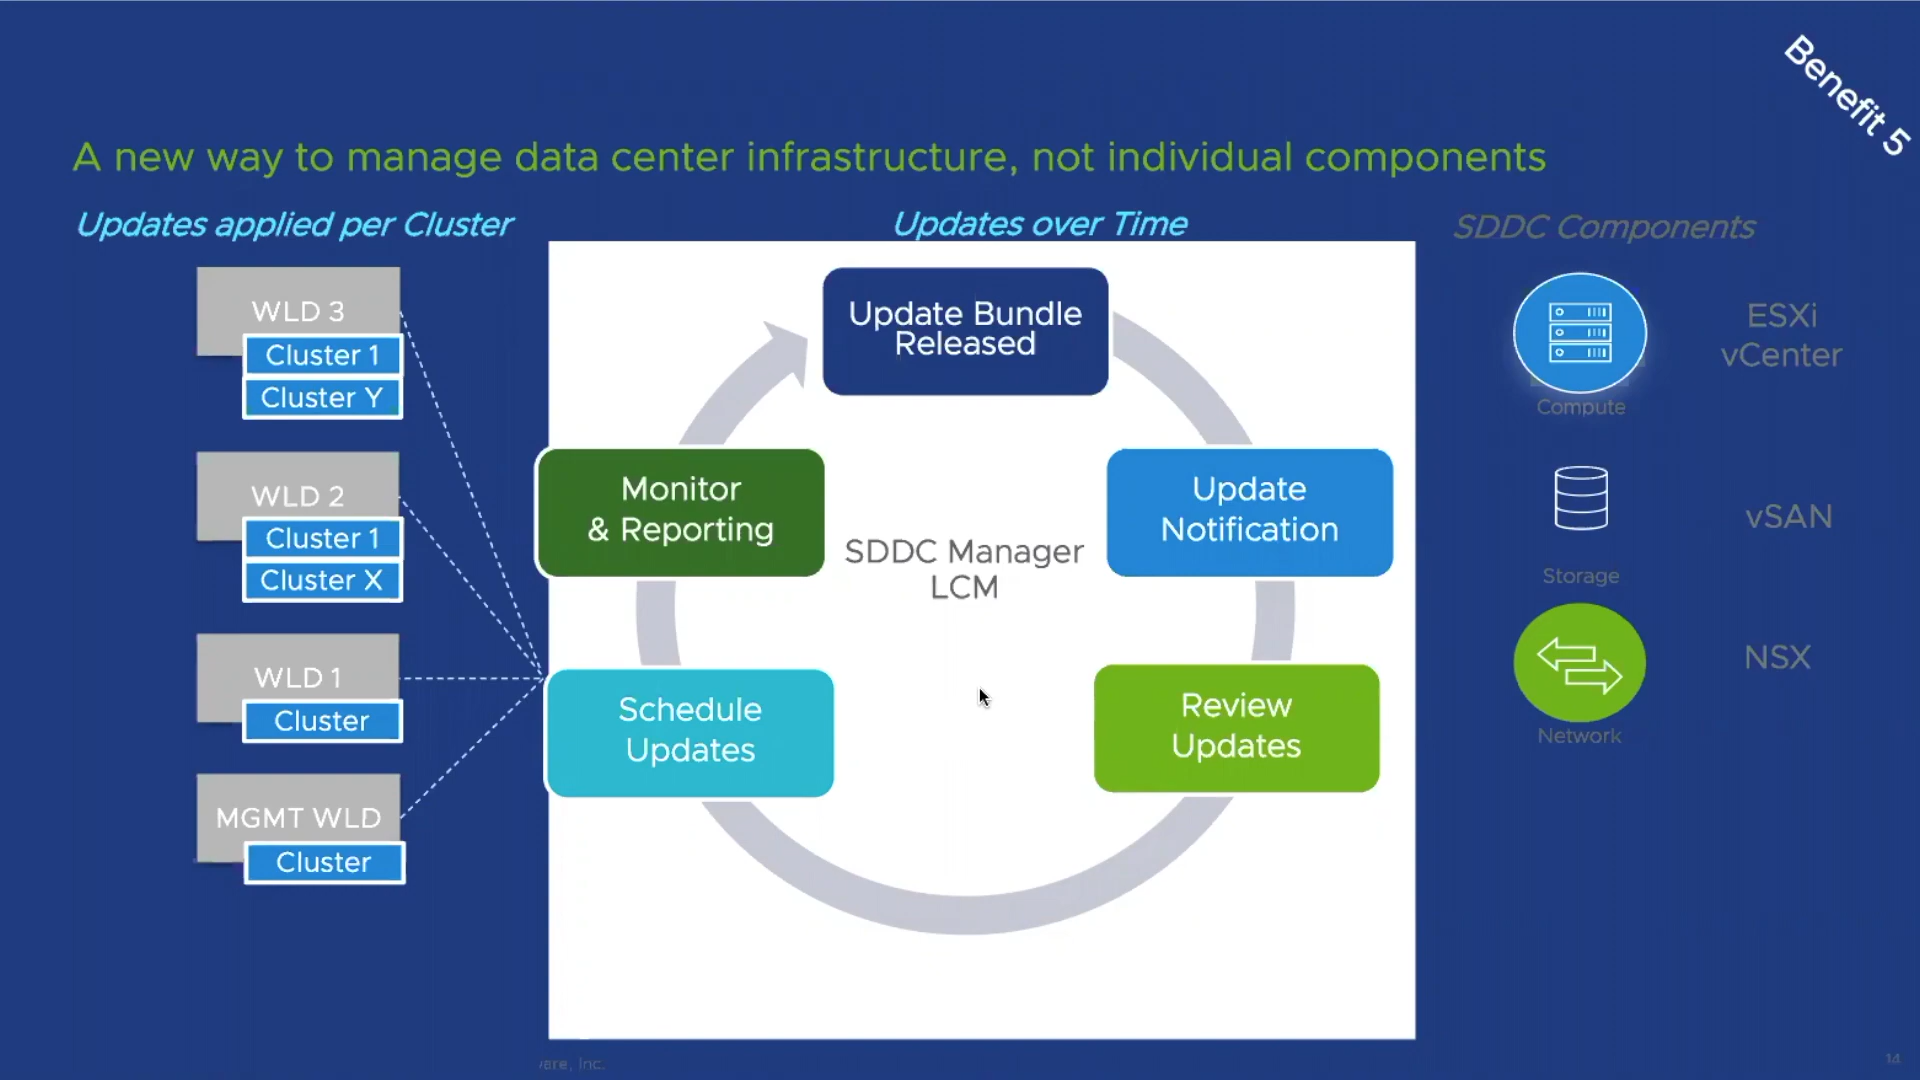 Benefit 5
A new way to manage data center infrastructure, not individual components
Updates applied per Cluster
WLD 3
Cluster 1
Cluster Y
WLD 2
Cluster 1
Cluster X
WLD 1
Cluster
MGMT WLD
Cluster
Updates over Time
Update Bundle
Released
Update
Notification
Review
Updates
Schedule
Updates
Monitor
& Reporting
SDDC Manager
LCM
SDDC Components
Compute
ESXi
vCenter
Storage
vSAN
Network
NSX
ware, Inc.
14